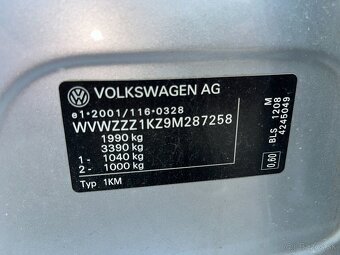 VOLKSWAGEN AG
e1*2001/116*0328
WVWZZZ1KZ9M287258
1990 kg
3390 kg
1 - 1040 kg
2 - 1000 kg
Typ 1KM
M
BLS 1208
4245049
0,60